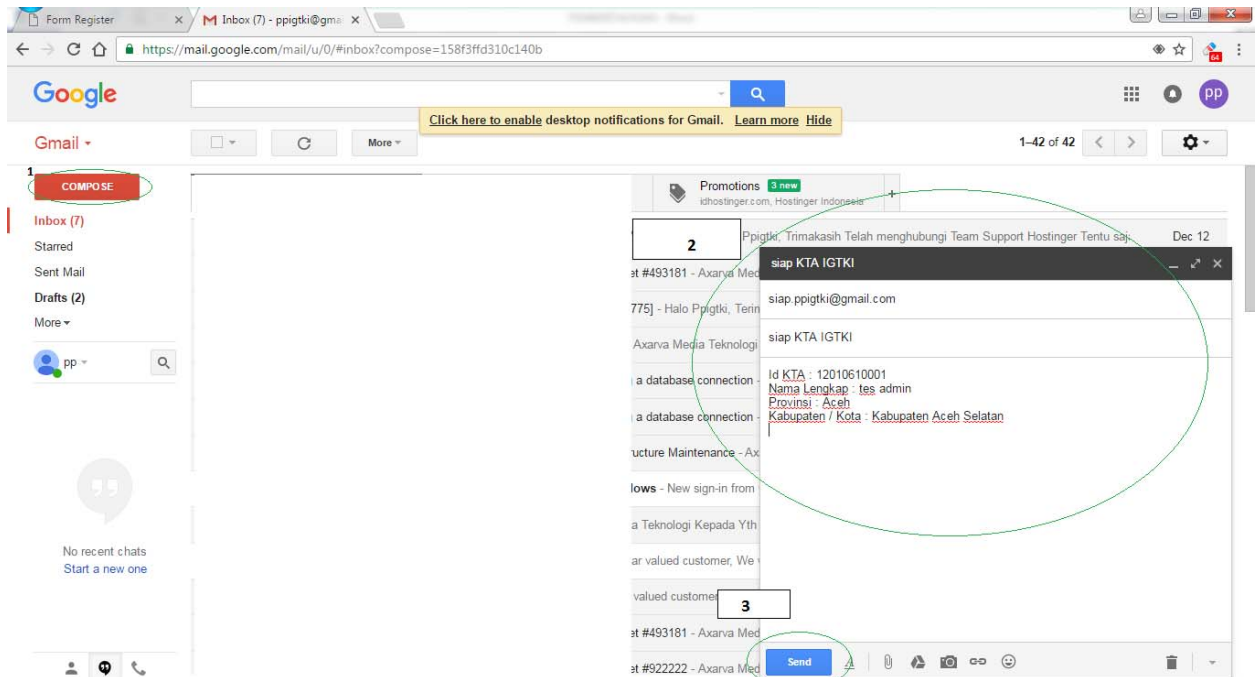 Form Register
Inbox (7) - ppigtki@gma
https://mail.google.com/mail/u/0/#inbox?compose=158f3ffd310c140b
64
Google
PP
Click here to enable desktop notifications for Gmail. Learn more Hide
Gmail
More
1–42 of 42
1
COMPOSE
Inbox (7)
Starred
Sent Mail
Drafts (2)
More
pp
No recent chats
Start a new one
Promotions 3 new
idhostinger.com, Hostinger Indonesia
+
2
Ppigtki, Trimakasih Telah menghubungi Team Support Hostinger Tentu saj
Dec 12
et #493181 - Axarva Med
775] - Halo Ppigtki, Terin
Axarva Media Teknologi
a database connection -
a database connection -
ucture Maintenance - Ax
lows - New sign-in from
a Teknologi Kepada Yth
ar valued customer, We
valued customer
3
et #493181 - Axarva Med
et #922222 - Axarva Med
siap KTA IGTKI
siap.ppigtki@gmail.com
siap KTA IGTKI
Id KTA : 12010610001
Nama Lengkap : tes admin
Provinsi : Aceh
Kabupaten / Kota : Kabupaten Aceh Selatan
Send